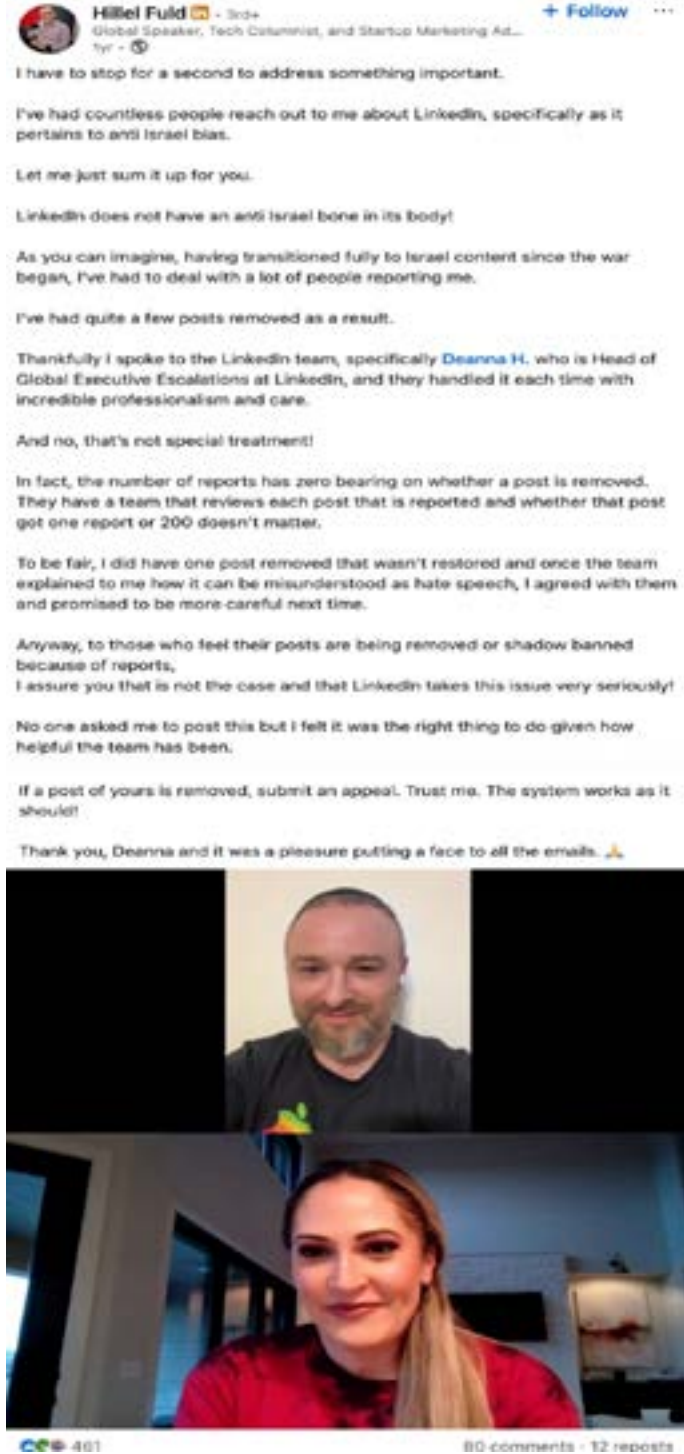 Hillel Fuld in · 3rd+
+ Follow ...
Global Speaker, Tech Columnist, and Startup Marketing Ad...
1yr ·
I have to stop for a second to address something important.
I've had countless people reach out to me about LinkedIn, specifically as it
pertains to anti Israel bias.
Let me just sum it up for you.
LinkedIn does not have an anti Israel bone in its body!
As you can imagine, having transitioned fully to Israel content since the war
began, I've had to deal with a lot of people reporting me.
I've had quite a few posts removed as a result.
Thankfully I spoke to the LinkedIn team, specifically Deanna H. who is Head of
Global Executive Escalations at LinkedIn, and they handled it each time with
incredible professionalism and care.
And no, that's not special treatment!
In fact, the number of reports has zero bearing on whether a post is removed.
They have a team that reviews each post that is reported and whether that post
got one report or 200 doesn't matter.
To be fair, I did have one post removed that wasn't restored and once the team
explained to me how it can be misunderstood as hate speech, I agreed with them
and promised to be more careful next time.
Anyway, to those who feel their posts are being removed or shadow banned
because of reports,
I assure you that is not the case and that LinkedIn takes this issue very seriously!
No one asked me to post this but I felt it was the right thing to do given how
helpful the team has been.
If a post of yours is removed, submit an appeal. Trust me. The system works as it
should!
Thank you, Deanna and it was a pleasure putting a face to all the emails. 🙏
461
80 comments · 12 reposts